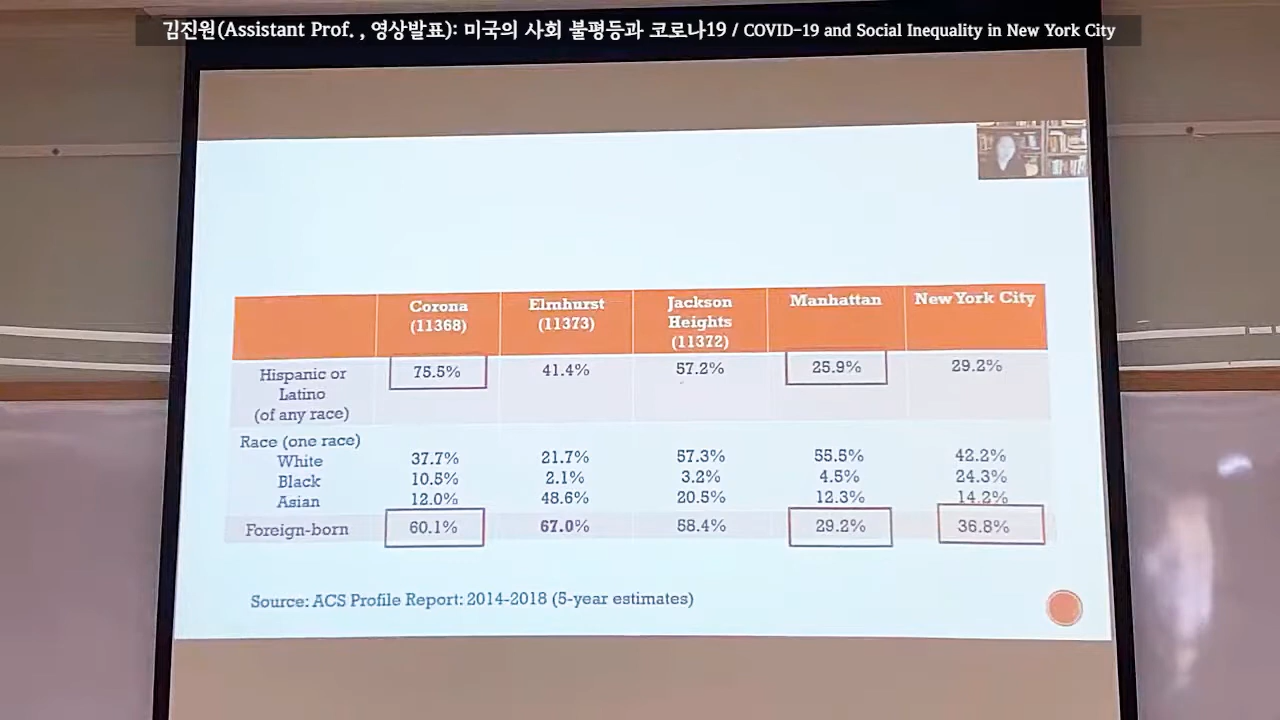 김진원(Assistant Prof. , 영상발표): 미국의 사회 불평등과 코로나19 / COVID-19 and Social Inequality in New York City
Corona (11368) Elmhurst (11373) Jackson Heights (11372) Manhattan New York City
Hispanic or Latino (of any race) 75.5% 41.4% 57.2% 25.9% 29.2%
Race (one race)
White 37.7% 21.7% 57.3% 55.5% 42.2%
Black 10.5% 2.1% 3.2% 4.5% 24.3%
Asian 12.0% 48.6% 20.5% 12.3% 14.2%
Foreign-born 60.1% 67.0% 58.4% 29.2% 36.8%
Source: ACS Profile Report: 2014-2018 (5-year estimates)